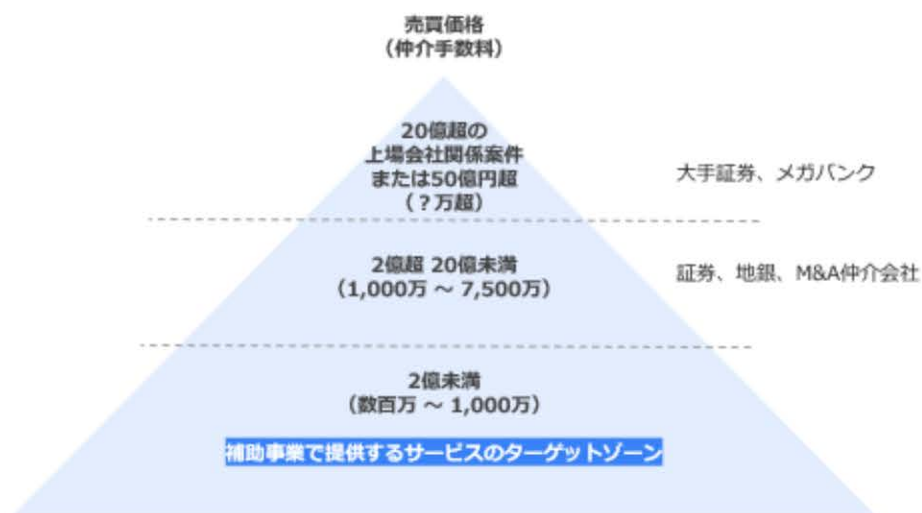 売買価格
（仲介手数料）
20億超の
上場会社関係案件
または50億円超
（？万超）
大手証券、メガバンク
2億超 20億未満
（1,000万 ～ 7,500万）
証券、地銀、M&A仲介会社
2億未満
（数百万 ～ 1,000万）
補助事業で提供するサービスのターゲットゾーン